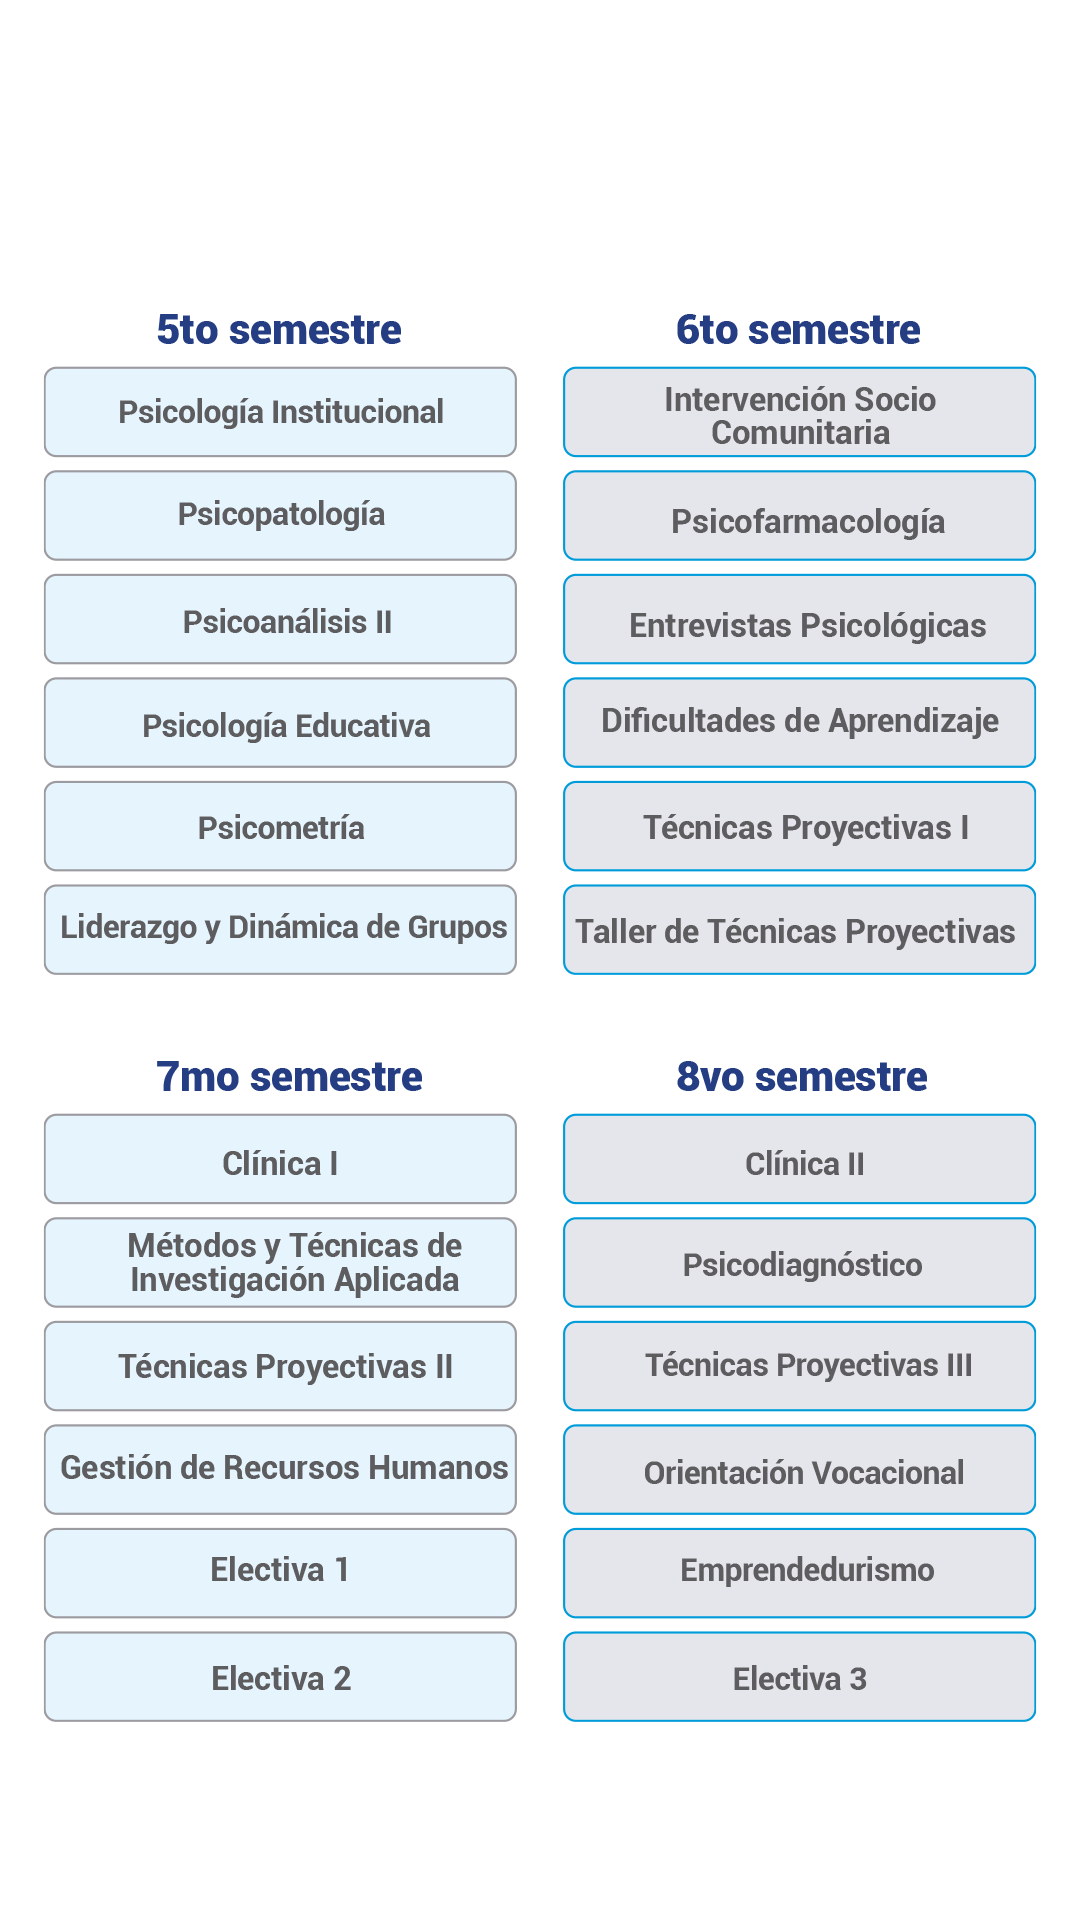 5to semestre
Psicología Institucional
Psicopatología
Psicoanálisis II
Psicología Educativa
Psicometría
Liderazgo y Dinámica de Grupos
6to semestre
Intervención Socio
Comunitaria
Psicofarmacología
Entrevistas Psicológicas
Dificultades de Aprendizaje
Técnicas Proyectivas I
Taller de Técnicas Proyectivas
7mo semestre
Clínica I
Métodos y Técnicas de
Investigación Aplicada
Técnicas Proyectivas II
Gestión de Recursos Humanos
Electiva 1
Electiva 2
8vo semestre
Clínica II
Psicodiagnóstico
Técnicas Proyectivas III
Orientación Vocacional
Emprendedurismo
Electiva 3